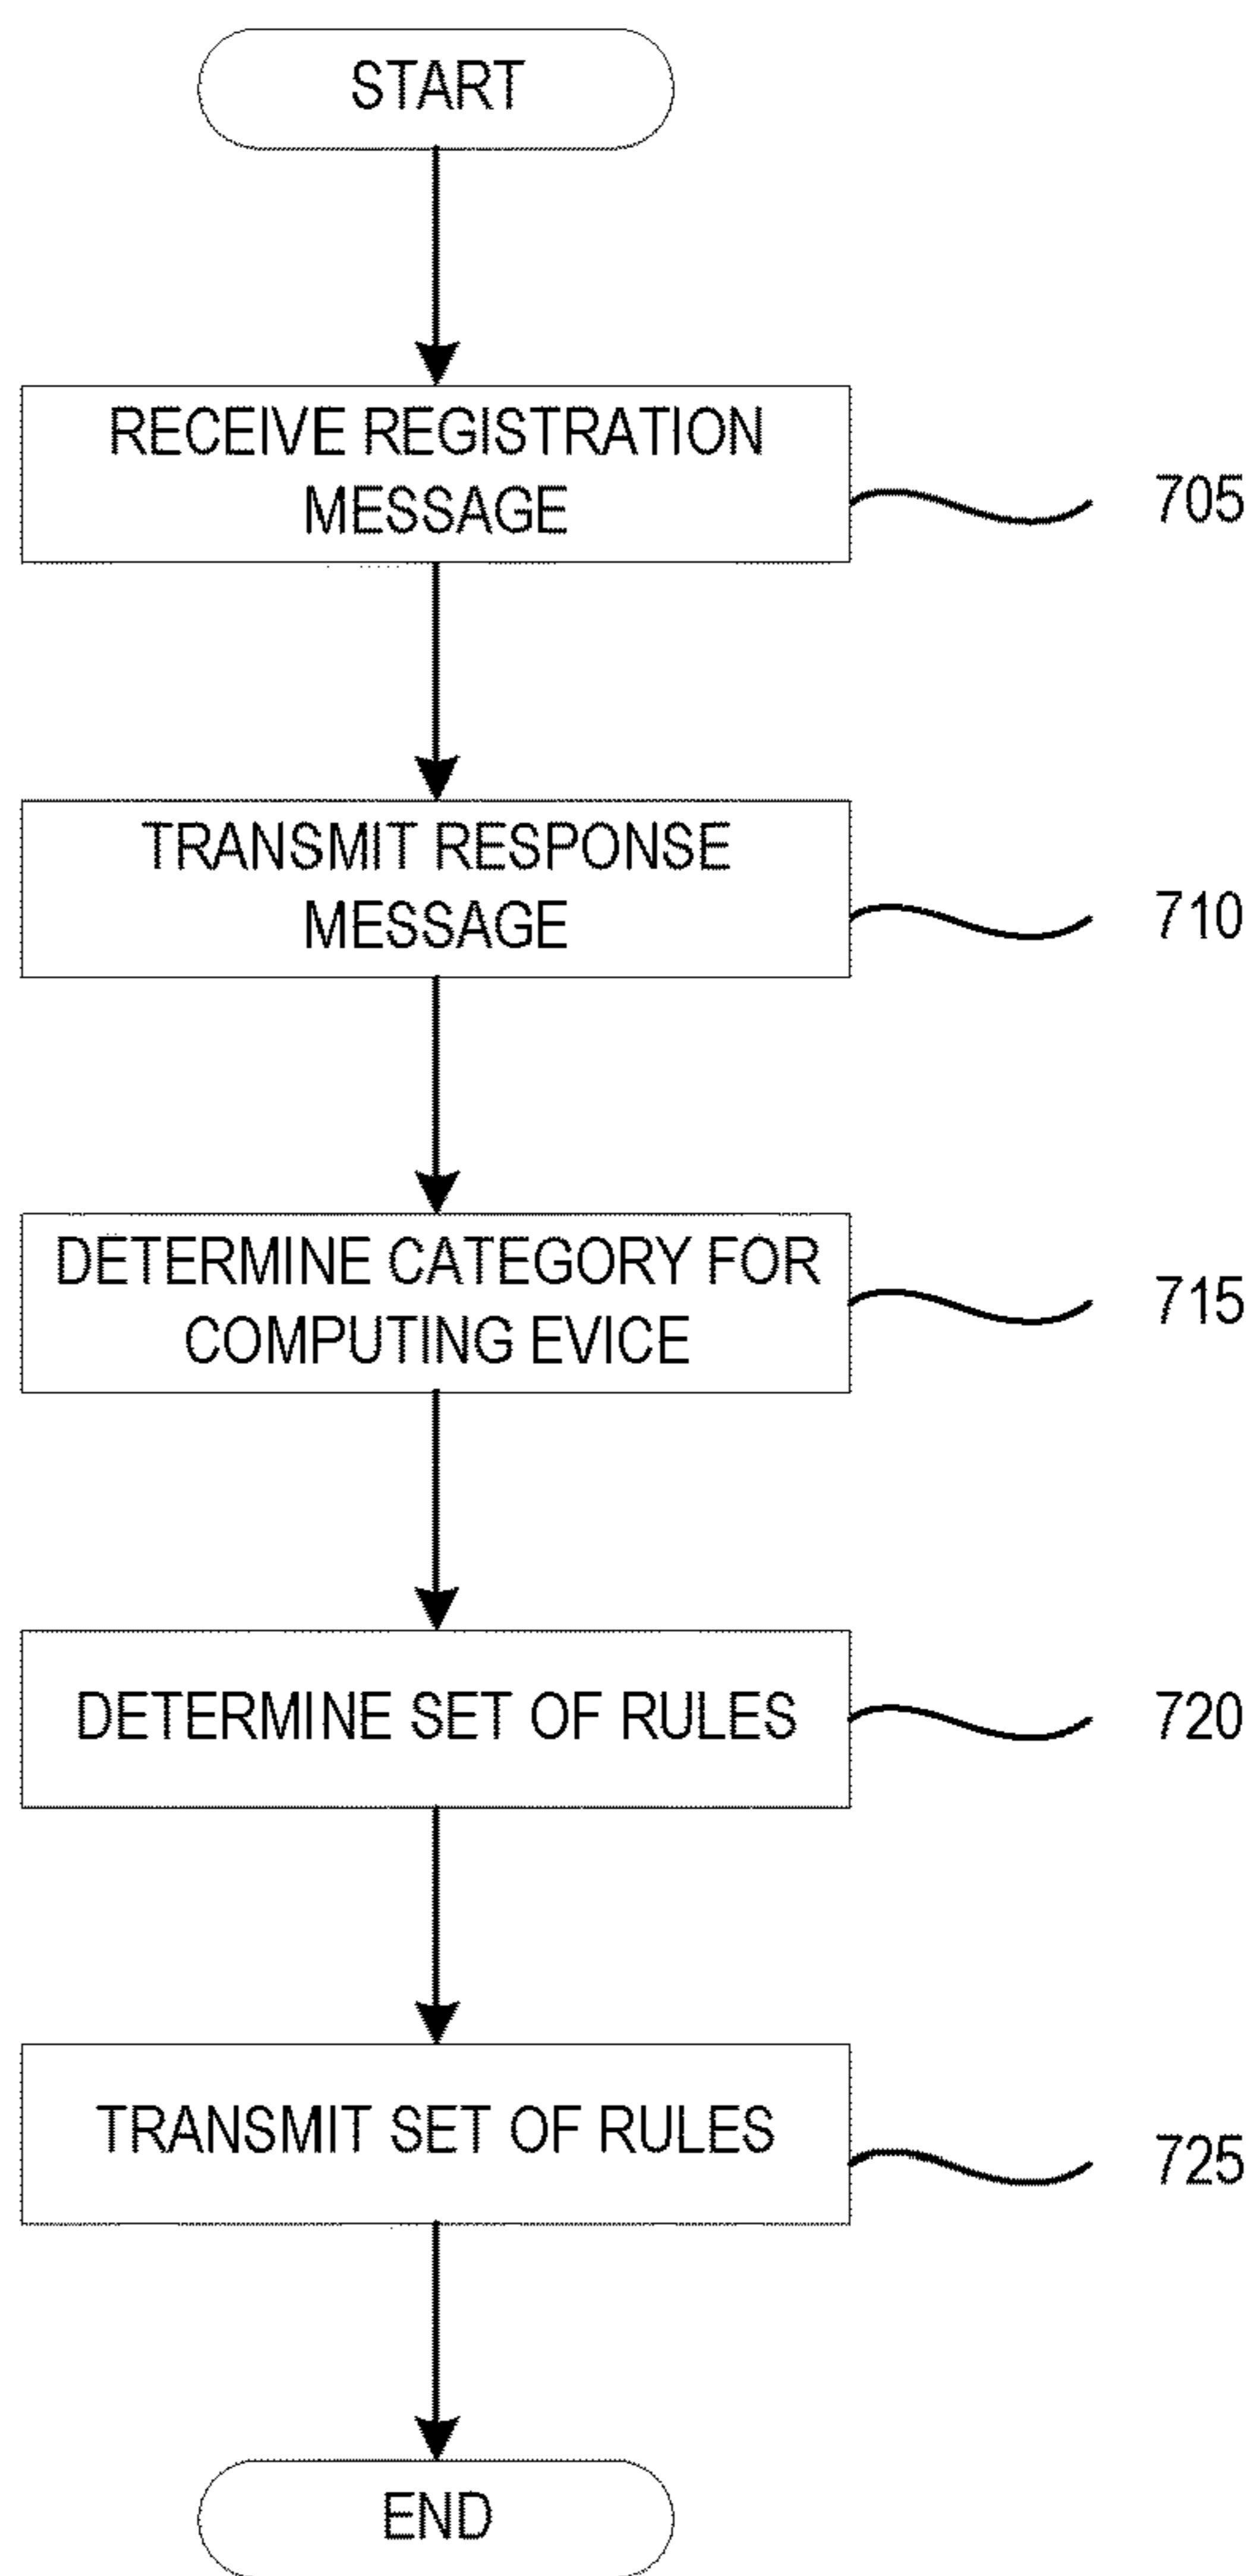 START
RECEIVE REGISTRATION
MESSAGE
705
TRANSMIT RESPONSE
MESSAGE
710
DETERMINE CATEGORY FOR
COMPUTING EVICE
715
DETERMINE SET OF RULES
720
TRANSMIT SET OF RULES
725
END